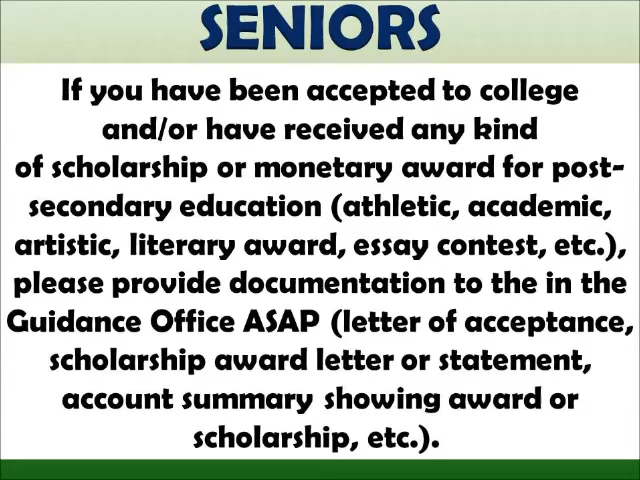 SENIORS
If you have been accepted to college
and/or have received any kind
of scholarship or monetary award for post-
secondary education (athletic, academic,
artistic, literary award, essay contest, etc.),
please provide documentation to the in the
Guidance Office ASAP (letter of acceptance,
scholarship award letter or statement,
account summary showing award or
scholarship, etc.).